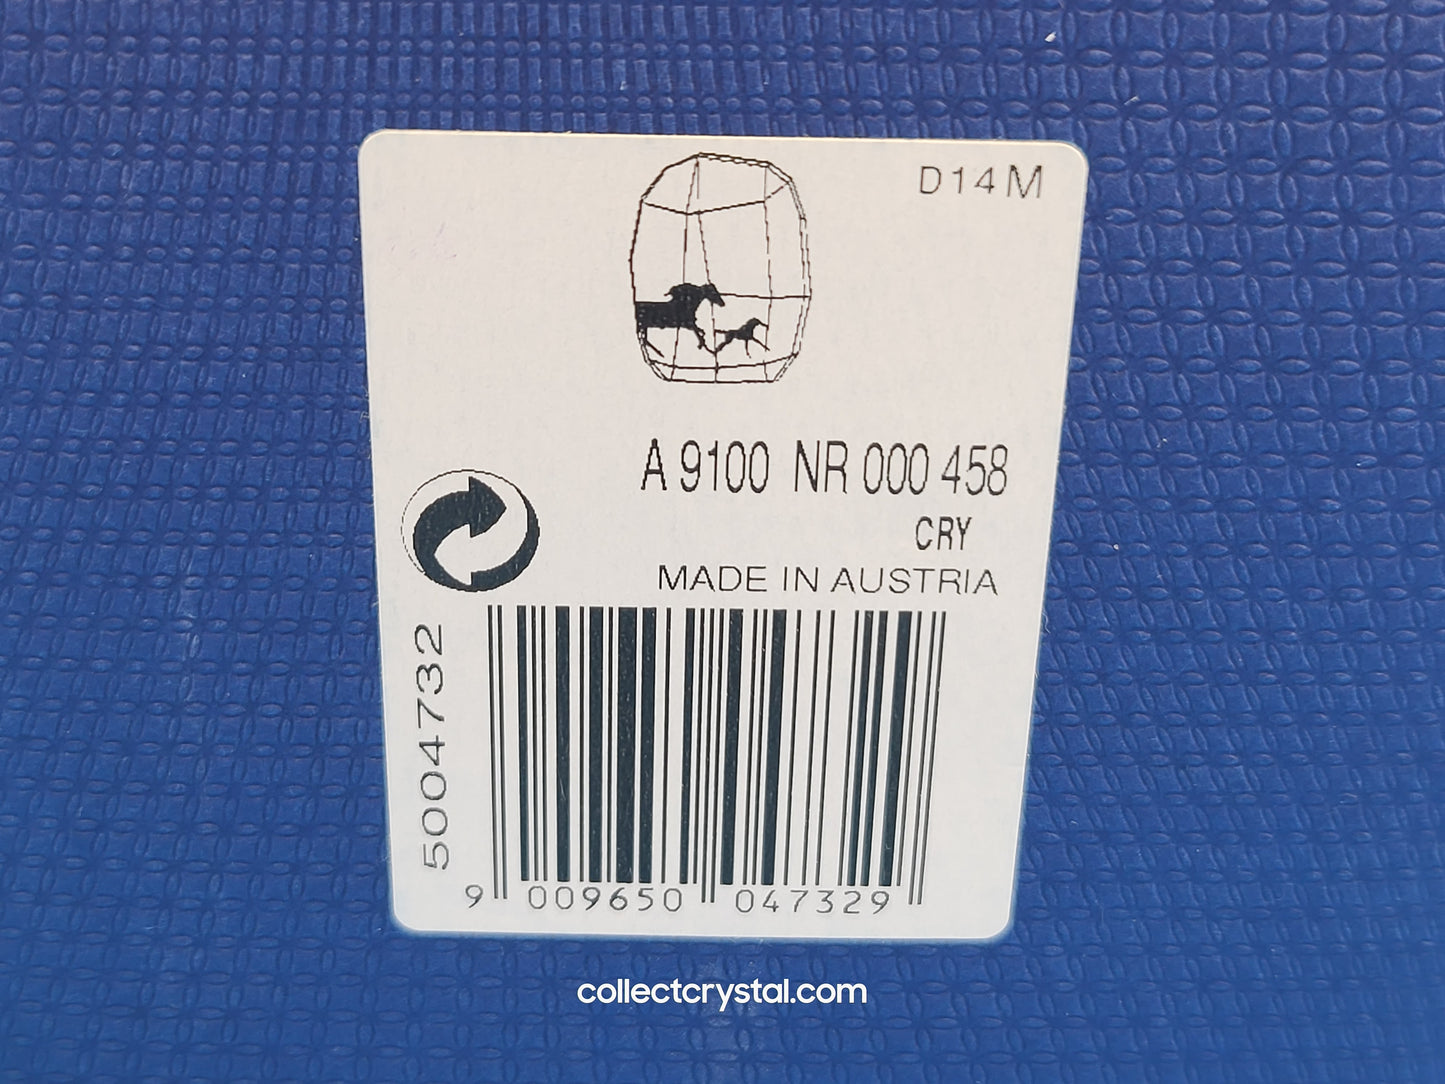 D14M
A 9100 NR 000 458
CRY
MADE IN AUSTRIA
5004732
9 009650 047329
collectcrystal.com